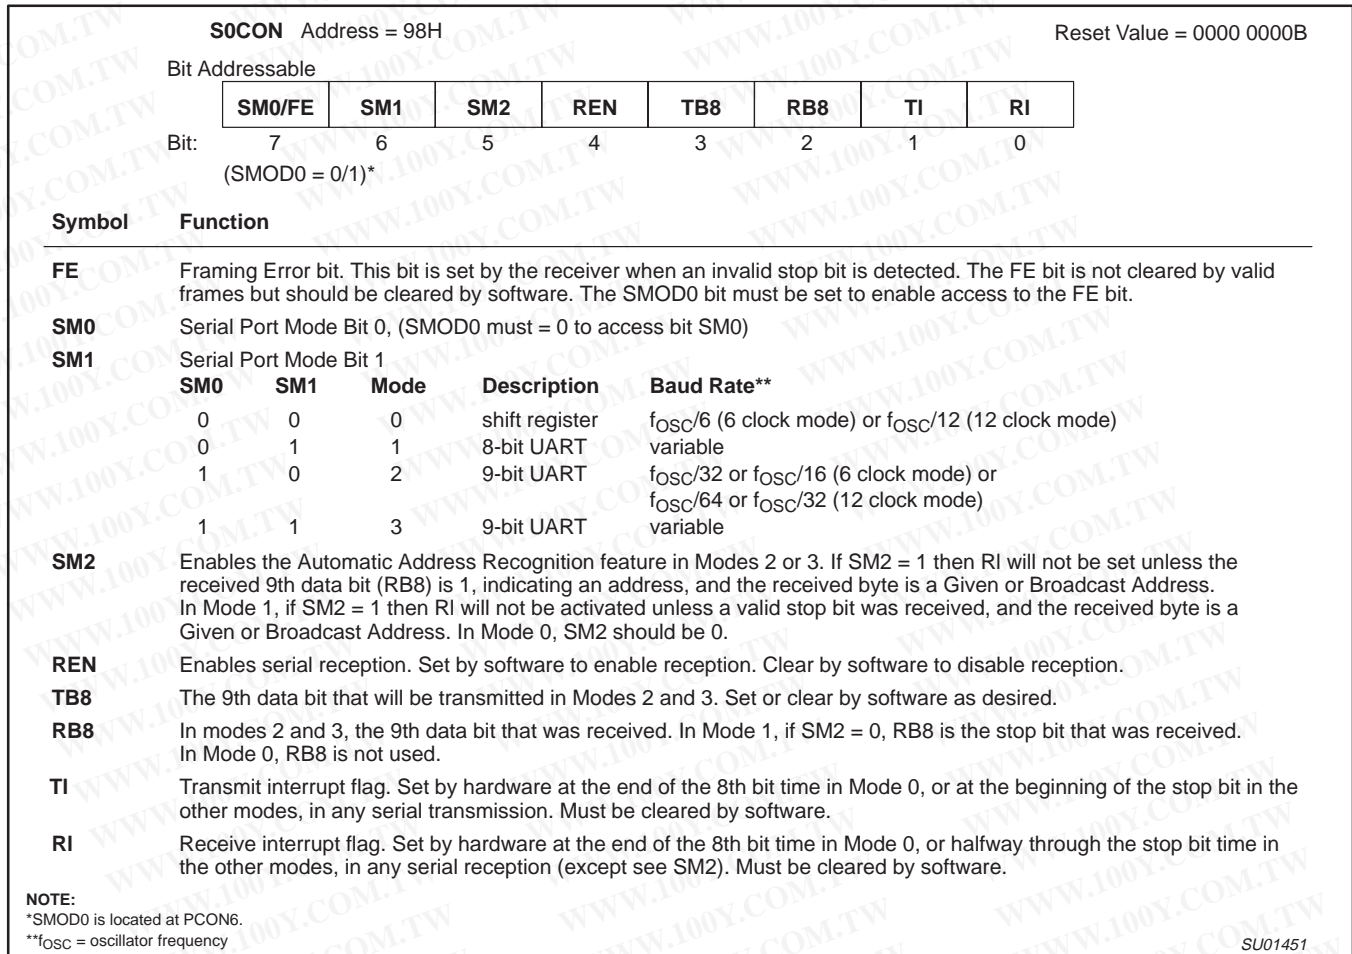 S0CON Address = 98H Reset Value = 0000 0000B
Bit Addressable
SM0/FE SM1 SM2 REN TB8 RB8 TI RI
Bit: 7 6 5 4 3 2 1 0
(SMOD0 = 0/1)*
Symbol Function
FE Framing Error bit. This bit is set by the receiver when an invalid stop bit is detected. The FE bit is not cleared by valid
frames but should be cleared by software. The SMOD0 bit must be set to enable access to the FE bit.
SM0 Serial Port Mode Bit 0, (SMOD0 must = 0 to access bit SM0)
SM1 Serial Port Mode Bit 1
SM0 SM1 Mode Description Baud Rate**
0 0 0 shift register fOSC/6 (6 clock mode) or fOSC/12 (12 clock mode)
0 1 1 8-bit UART variable
1 0 2 9-bit UART fOSC/32 or fOSC/16 (6 clock mode) or
fOSC/64 or fOSC/32 (12 clock mode)
1 1 3 9-bit UART variable
SM2 Enables the Automatic Address Recognition feature in Modes 2 or 3. If SM2 = 1 then RI will not be set unless the
received 9th data bit (RB8) is 1, indicating an address, and the received byte is a Given or Broadcast Address.
In Mode 1, if SM2 = 1 then RI will not be activated unless a valid stop bit was received, and the received byte is a
Given or Broadcast Address. In Mode 0, SM2 should be 0.
REN Enables serial reception. Set by software to enable reception. Clear by software to disable reception.
TB8 The 9th data bit that will be transmitted in Modes 2 and 3. Set or clear by software as desired.
RB8 In modes 2 and 3, the 9th data bit that was received. In Mode 1, if SM2 = 0, RB8 is the stop bit that was received.
In Mode 0, RB8 is not used.
TI Transmit interrupt flag. Set by hardware at the end of the 8th bit time in Mode 0, or at the beginning of the stop bit in the
other modes, in any serial transmission. Must be cleared by software.
RI Receive interrupt flag. Set by hardware at the end of the 8th bit time in Mode 0, or halfway through the stop bit time in
the other modes, in any serial reception (except see SM2). Must be cleared by software.
NOTE:
*SMOD0 is located at PCON6.
**fOSC = oscillator frequency
SU01451
WWW.100Y.COM.TW